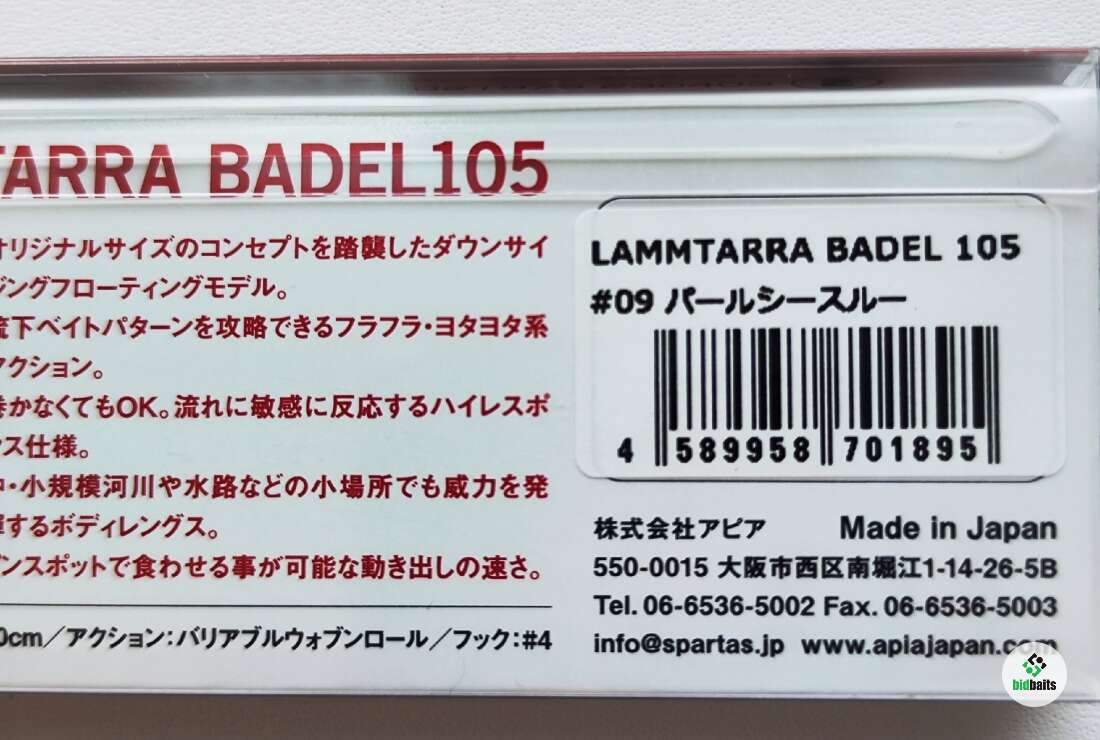 TARRA BADEL105
オリジナルサイズのコンセプトを踏襲したダウンサイ
ジングフローティングモデル。
流下ベイトパターンを攻略できるフラフラ・ヨタヨタ系
アクション。
巻かなくてもOK。流れに敏感に反応するハイレスポ
ンス仕様。
中・小規模河川や水路などの小場所でも威力を発
揮するボディレングス。
ピンスポットで食わせる事が可能な動き出しの速さ。
0cm／アクション：バリアブルウォブンロール／フック：#4
LAMMTARRA BADEL 105
#09 パールシースルー
4 589958 701895
株式会社アピア Made in Japan
550-0015 大阪市西区南堀江1-14-26-5B
Tel. 06-6536-5002 Fax. 06-6536-5003
info@spartas.jp www.apiajapan.com
bidbaits